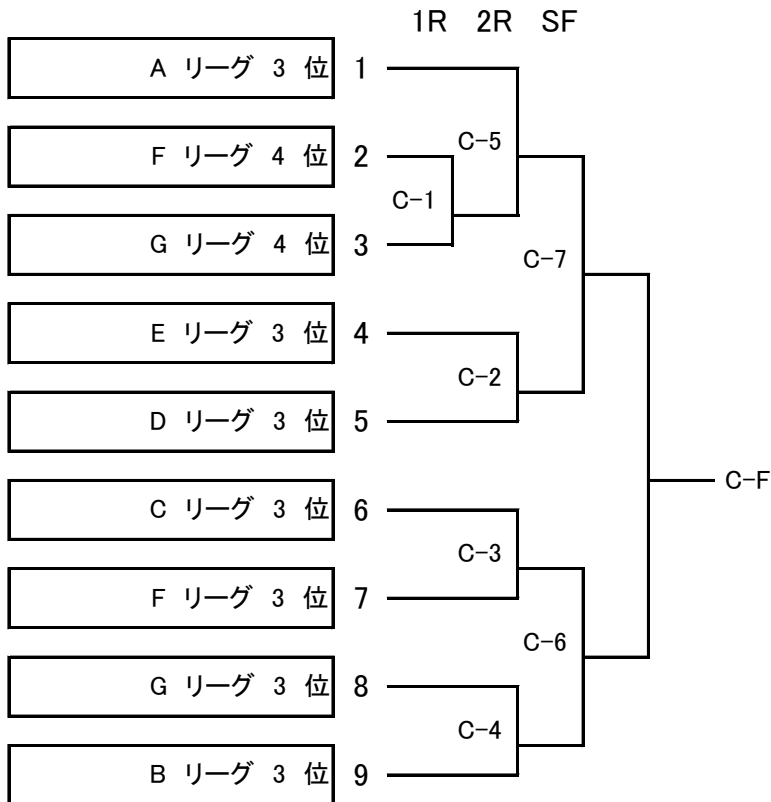 1R 2R SF
A リーグ 3 位 1
C-5
F リーグ 4 位 2
C-1
G リーグ 4 位 3
C-7
E リーグ 3 位 4
C-2
D リーグ 3 位 5
C-F
C リーグ 3 位 6
C-3
F リーグ 3 位 7
C-6
G リーグ 3 位 8
C-4
B リーグ 3 位 9